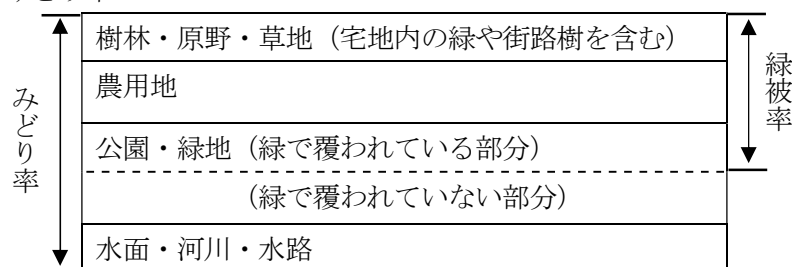 樹林・原野・草地（宅地内の緑や街路樹を含む）
農用地
公園・緑地（緑で覆われている部分）
（緑で覆われていない部分）
水面・河川・水路
みどり率
緑被率